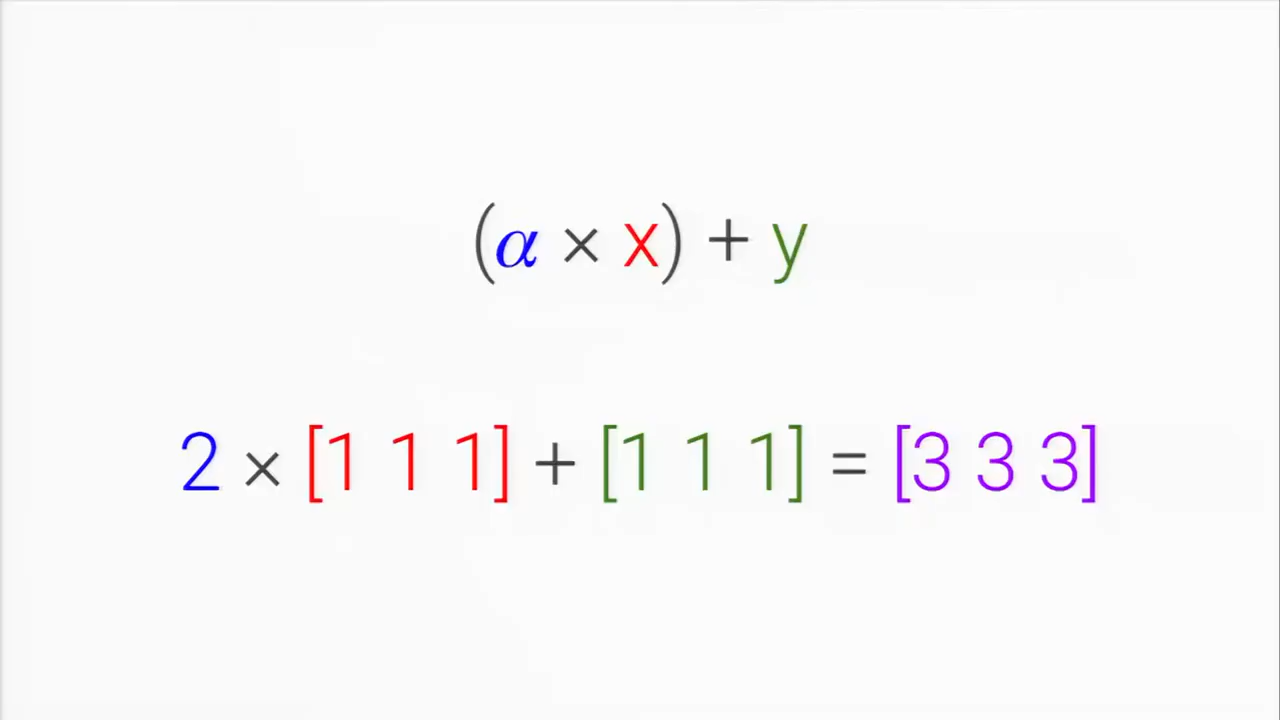 (α × x) + y
2 × [1 1 1] + [1 1 1] = [3 3 3]